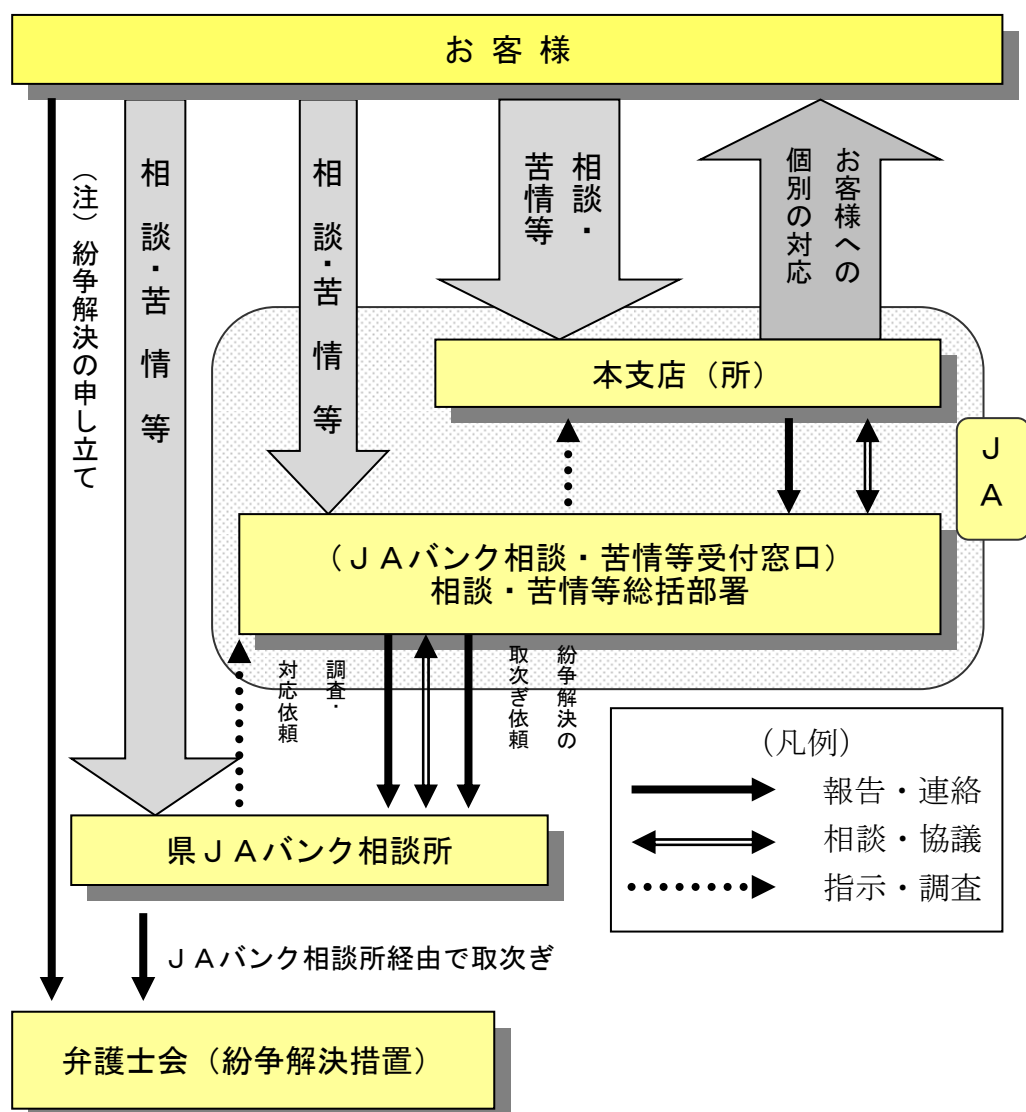 お 客 様
（注）紛争解決の申し立て
相 談・苦 情 等
相 談・苦 情 等
相談・
苦情等
お客様への
個別の対応
本支店（所）
ＪＡ
（ＪＡバンク相談・苦情等受付窓口）
相談・苦情等総括部署
調査・
対応依頼
紛争解決の
取次ぎ依頼
（凡例）
報告・連絡
相談・協議
指示・調査
県ＪＡバンク相談所
ＪＡバンク相談所経由で取次ぎ
弁護士会（紛争解決措置）